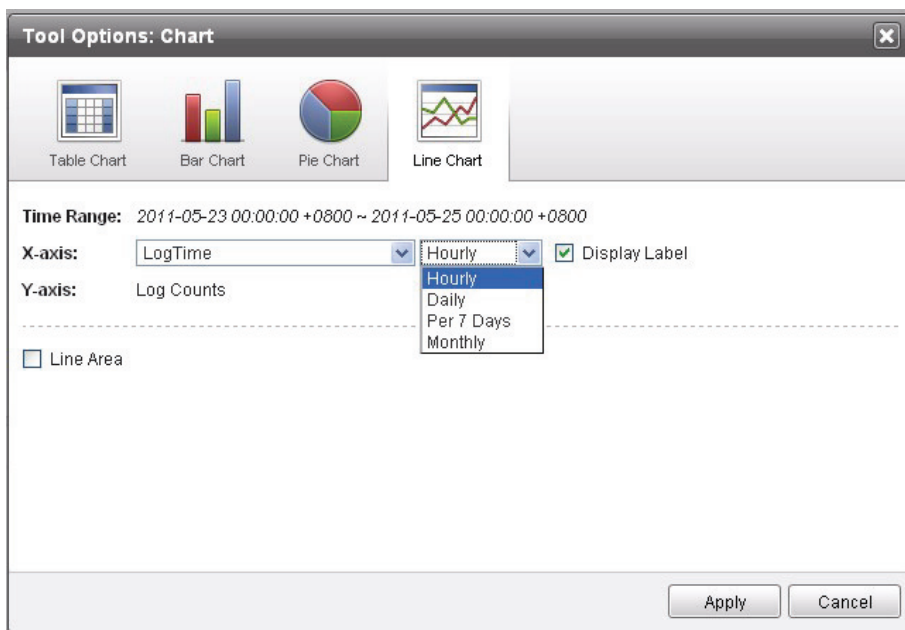 Tool Options: Chart
Table Chart
Bar Chart
Pie Chart
Line Chart
Time Range: 2011-05-23 00:00:00 +0800 ~ 2011-05-25 00:00:00 +0800
X-axis: LogTime Hourly Display Label
Hourly
Y-axis: Log Counts
Daily
Per 7 Days
Monthly
Line Area
Apply
Cancel